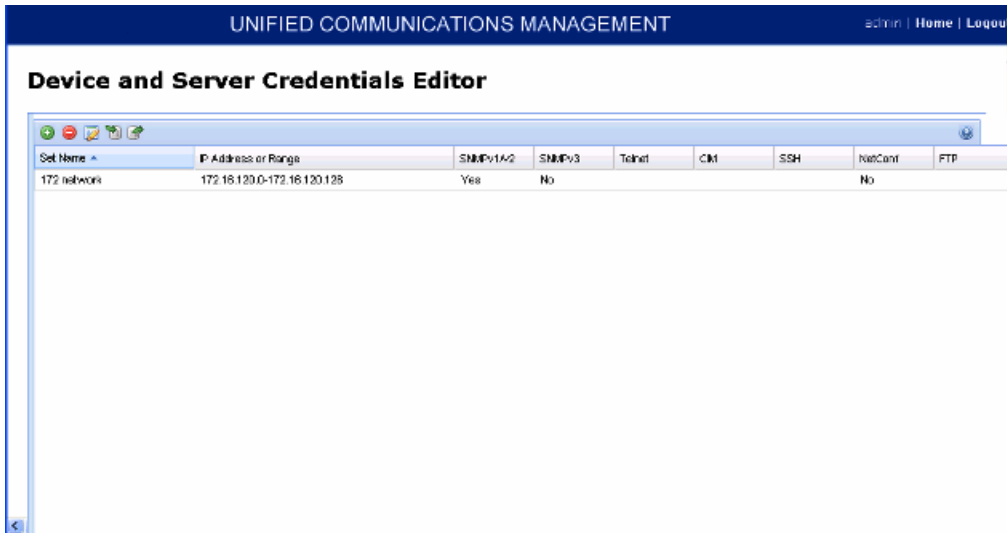 UNIFIED COMMUNICATIONS MANAGEMENT
admin | Home | Logou
Device and Server Credentials Editor
Set Name IP Address or Range SNMPv1/v2 SNMPv3 Telnet CIM SSH NetConf FTP
172 network 172.16.120.0-172.16.120.128 Yes No No